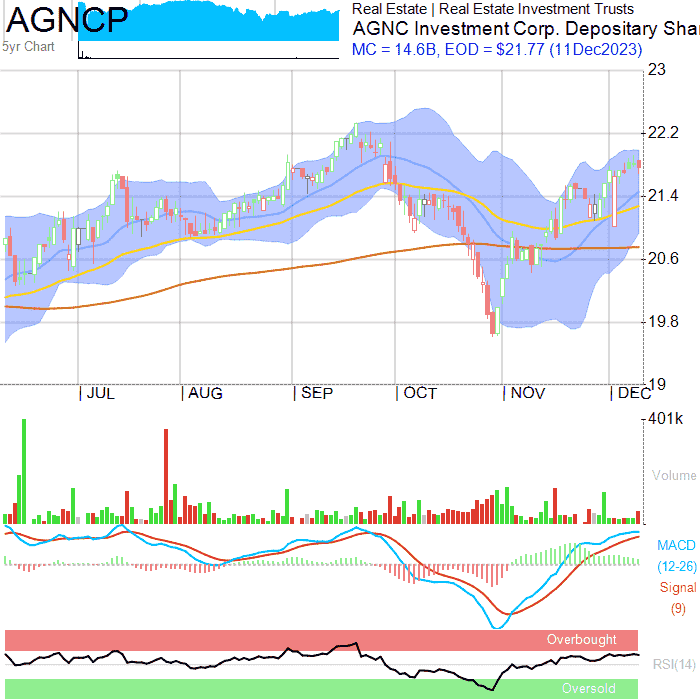 AGNCP
5yr Chart
Real Estate | Real Estate Investment Trusts
AGNC Investment Corp. Depositary Sha
MC = 14.6B, EOD = $21.77 (11Dec2023)
23
22.2
21.4
20.6
19.8
19
JUL AUG SEP OCT NOV DEC
401k
Volume
MACD
(12-26)
Signal
(9)
Overbought
RSI(14)
Oversold